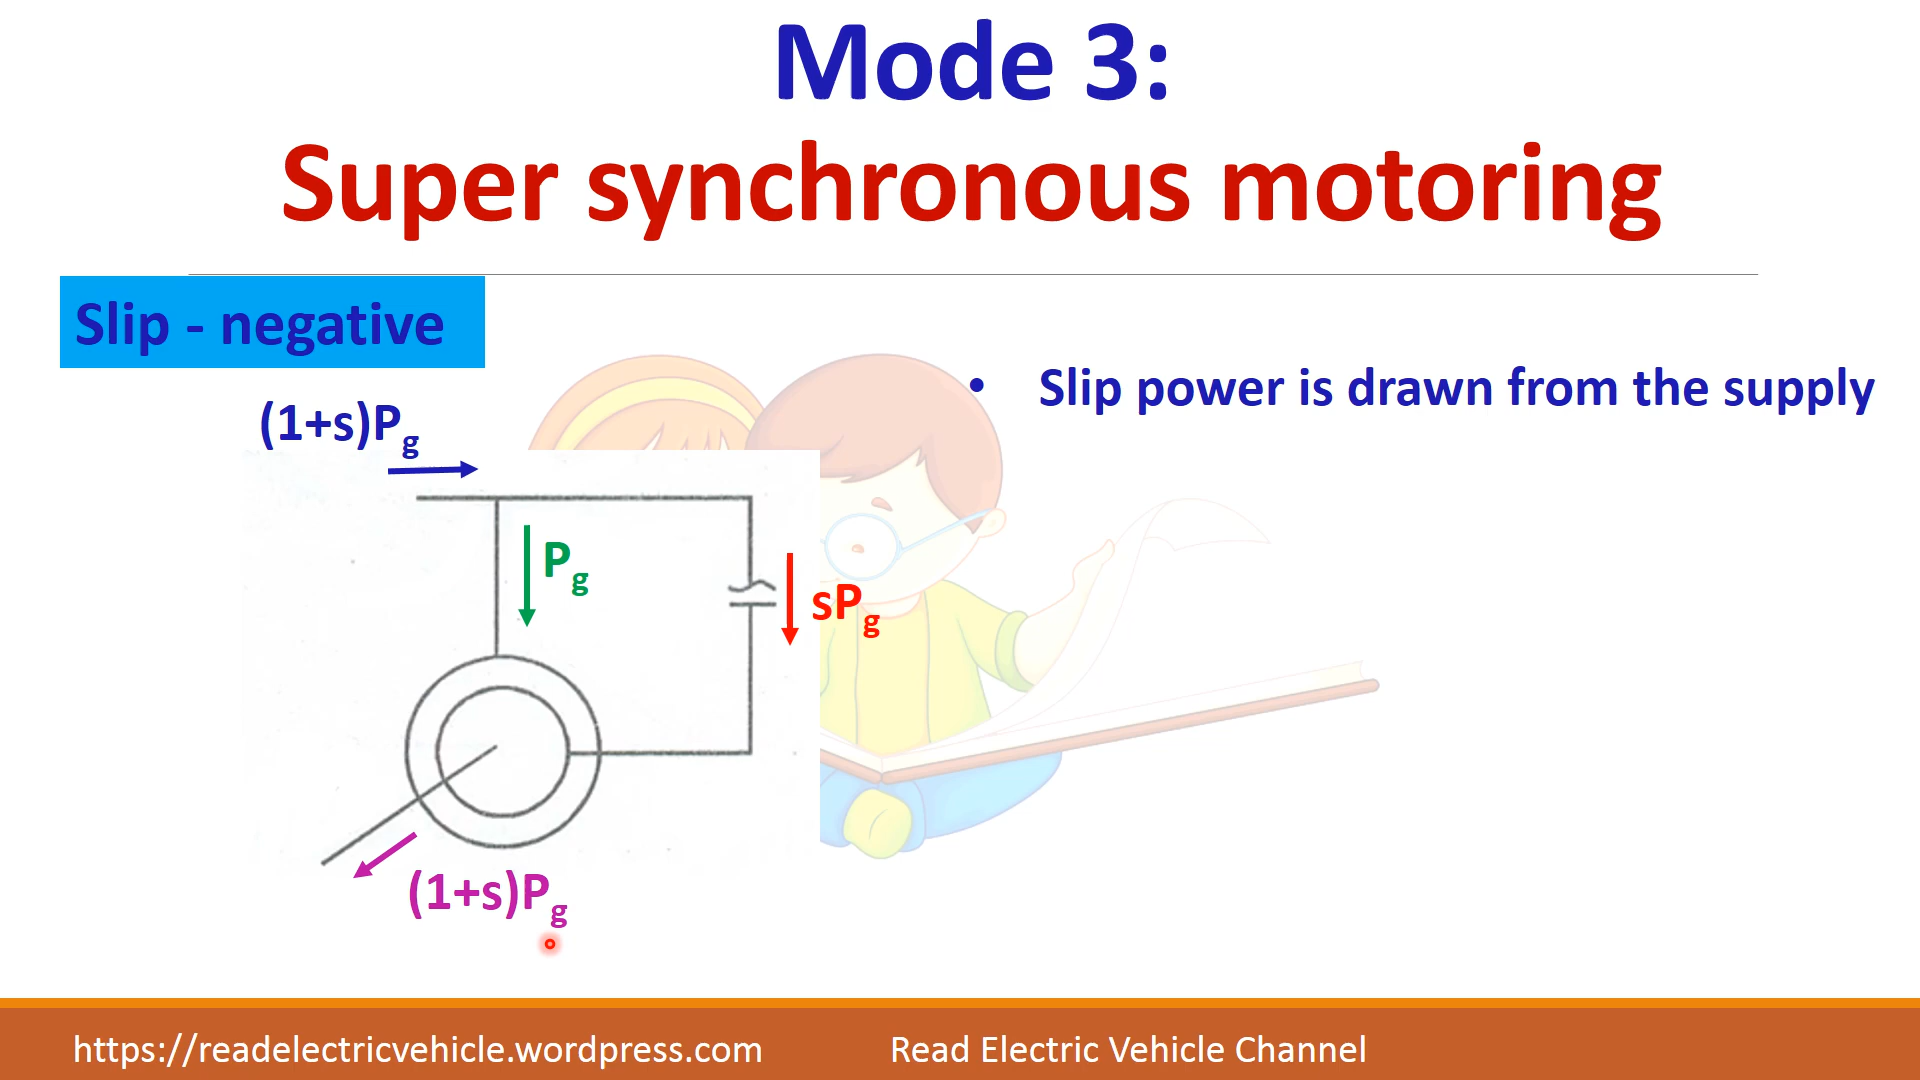 Mode 3:
Super synchronous motoring
Slip - negative
• Slip power is drawn from the supply
(1+s)Pg
Pg
sPg
(1+s)Pg
https://readelectricvehicle.wordpress.com
Read Electric Vehicle Channel